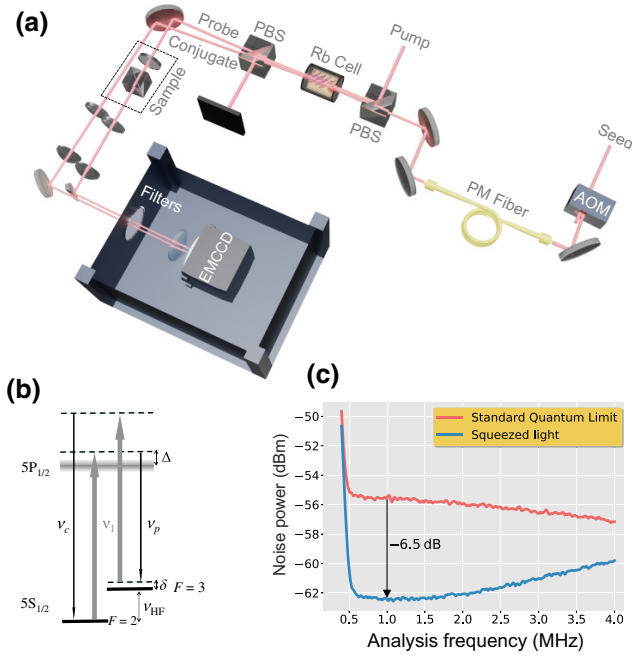 (a)
Probe
Conjugate
PBS
Rb Cell
Pump
PBS
Sample
Seed
AOM
PM Fiber
Filters
EMCCD
(b)
5P1/2
Δ
νc
ν1
νp
δ
F = 3
5S1/2
F = 2
νHF
(c)
Standard Quantum Limit
Squeezed light
Noise power (dBm)
−50
−52
−54
−56
−58
−60
−62
−6.5 dB
0.5 1.0 1.5 2.0 2.5 3.0 3.5 4.0
Analysis frequency (MHz)